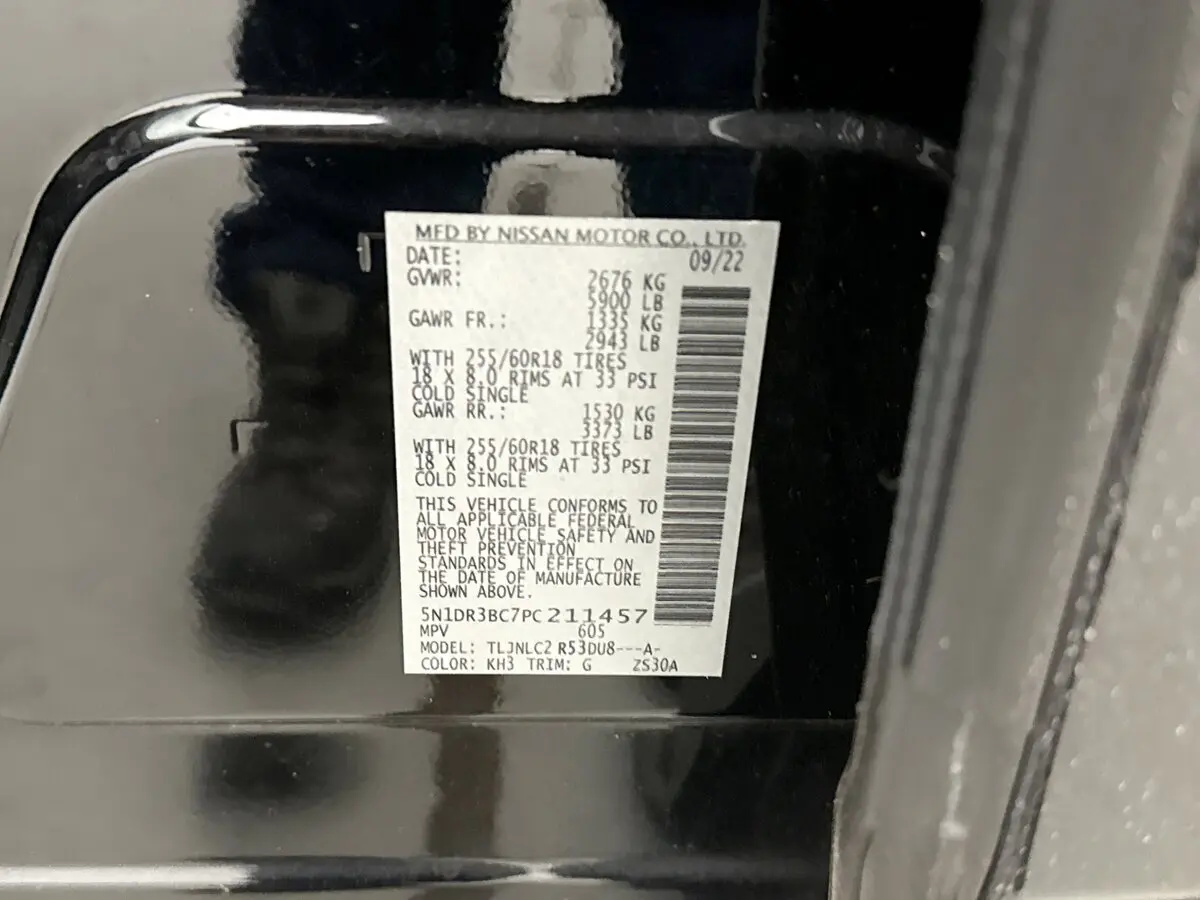 MFD BY NISSAN MOTOR CO., LTD.
DATE: 09/22
GVWR: 2676 KG
5900 LB
GAWR FR.: 1335 KG
2943 LB
WITH 255/60R18 TIRES
18 X 8.0 RIMS AT 33 PSI
COLD SINGLE
GAWR RR.: 1530 KG
3373 LB
WITH 255/60R18 TIRES
18 X 8.0 RIMS AT 33 PSI
COLD SINGLE
THIS VEHICLE CONFORMS TO
ALL APPLICABLE FEDERAL
MOTOR VEHICLE SAFETY AND
THEFT PREVENTION
STANDARDS IN EFFECT ON
THE DATE OF MANUFACTURE
SHOWN ABOVE.
5N1DR3BC7PC211457
MPV 605
MODEL: TLJNLC2 R53DU8---A-
COLOR: KH3 TRIM: G ZS30A